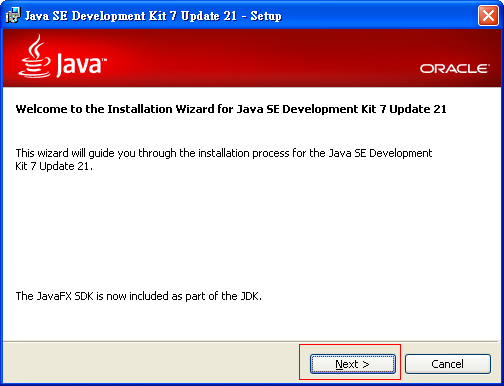 Java SE Development Kit 7 Update 21 - Setup
Java™
ORACLE
Welcome to the Installation Wizard for Java SE Development Kit 7 Update 21
This wizard will guide you through the installation process for the Java SE Development
Kit 7 Update 21.
The JavaFX SDK is now included as part of the JDK.
Next >
Cancel